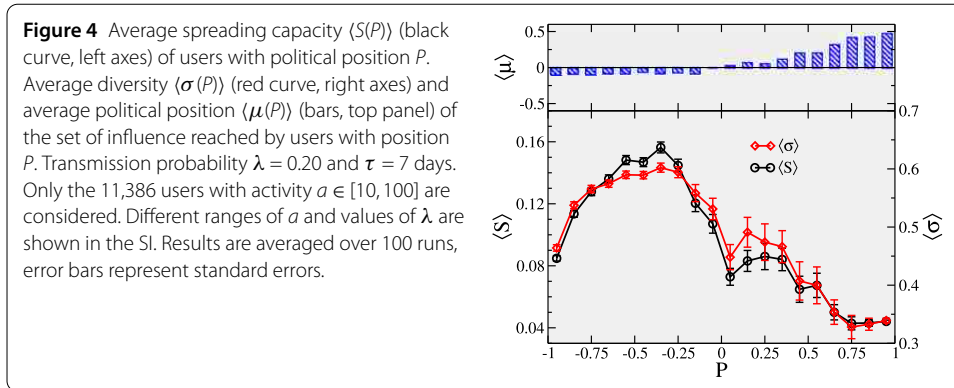 Figure 4 Average spreading capacity ⟨S(P)⟩ (black
curve, left axes) of users with political position P.
Average diversity ⟨σ(P)⟩ (red curve, right axes) and
average political position ⟨μ(P)⟩ (bars, top panel) of
the set of influence reached by users with position
P. Transmission probability λ = 0.20 and τ = 7 days.
Only the 11,386 users with activity a ∈ [10, 100] are
considered. Different ranges of a and values of λ are
shown in the SI. Results are averaged over 100 runs,
error bars represent standard errors.
⟨μ⟩
0.5
0
-0.5
⟨S⟩
0.16
0.12
0.08
0.04
⟨σ⟩
⟨S⟩
0.7
0.6
0.5
0.4
0.3
⟨σ⟩
-1 -0.75 -0.5 -0.25 0 0.25 0.5 0.75 1
P